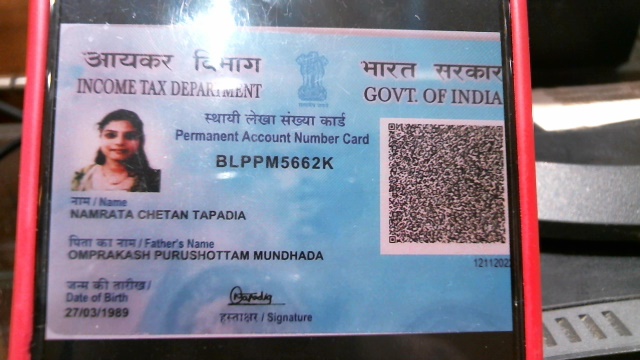 आयकर विभाग भारत सरकार
INCOME TAX DEPARTMENT GOVT. OF INDIA
स्थायी लेखा संख्या कार्ड
Permanent Account Number Card
BLPPM5662K
नाम / Name
NAMRATA CHETAN TAPADIA
पिता का नाम / Father's Name
OMPRAKASH PURUSHOTTAM MUNDHADA
जन्म की तारीख /
Date of Birth
27/03/1989
हस्ताक्षर / Signature